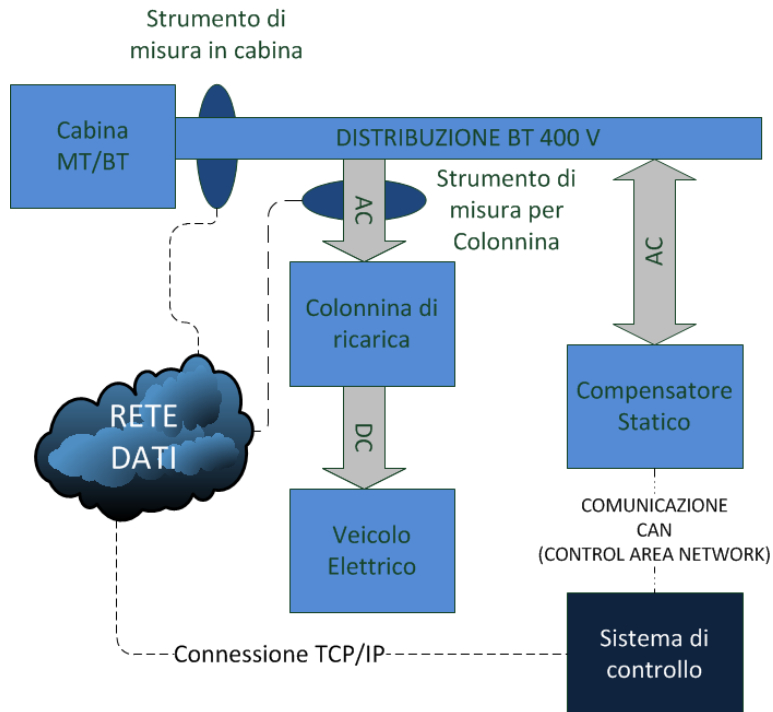 Strumento di
misura in cabina
Cabina
MT/BT
DISTRIBUZIONE BT 400 V
AC
Strumento di
misura per
Colonnina
AC
Colonnina di
ricarica
Compensatore
Statico
RETE
DATI
DC
Veicolo
Elettrico
COMUNICAZIONE
CAN
(CONTROL AREA NETWORK)
Connessione TCP/IP
Sistema di
controllo